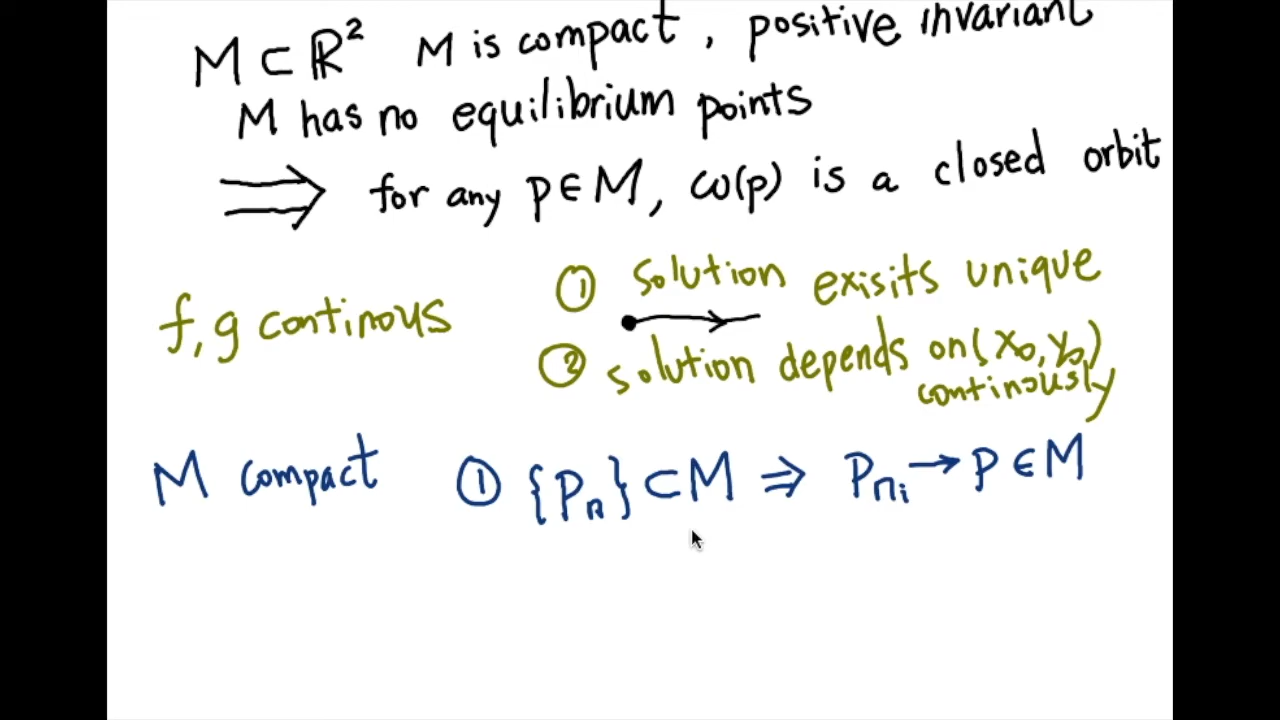 M ⊂ ℝ² M is compact, positive invariant
M has no equilibrium points
⟹ for any p ∈ M, ω(p) is a closed orbit
f, g continous ① solution exisits unique
② solution depends on (x₀, y₀)
continously
M compact ① {Pₙ} ⊂ M ⇒ Pₙᵢ → p ∈ M